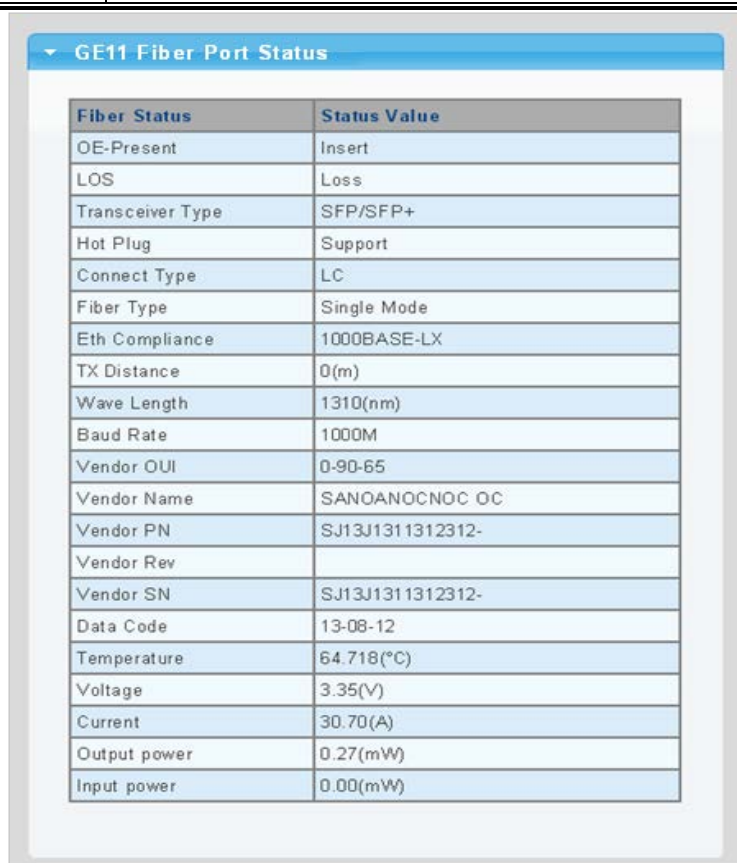 GE11 Fiber Port Status
Fiber Status Status Value
OE-Present Insert
LOS Loss
Transceiver Type SFP/SFP+
Hot Plug Support
Connect Type LC
Fiber Type Single Mode
Eth Compliance 1000BASE-LX
TX Distance 0(m)
Wave Length 1310(nm)
Baud Rate 1000M
Vendor OUI 0-90-65
Vendor Name SANOANOCNOC OC
Vendor PN SJ13J1311312312-
Vendor Rev
Vendor SN SJ13J1311312312-
Data Code 13-08-12
Temperature 64.718(°C)
Voltage 3.35(V)
Current 30.70(A)
Output power 0.27(mW)
Input power 0.00(mW)